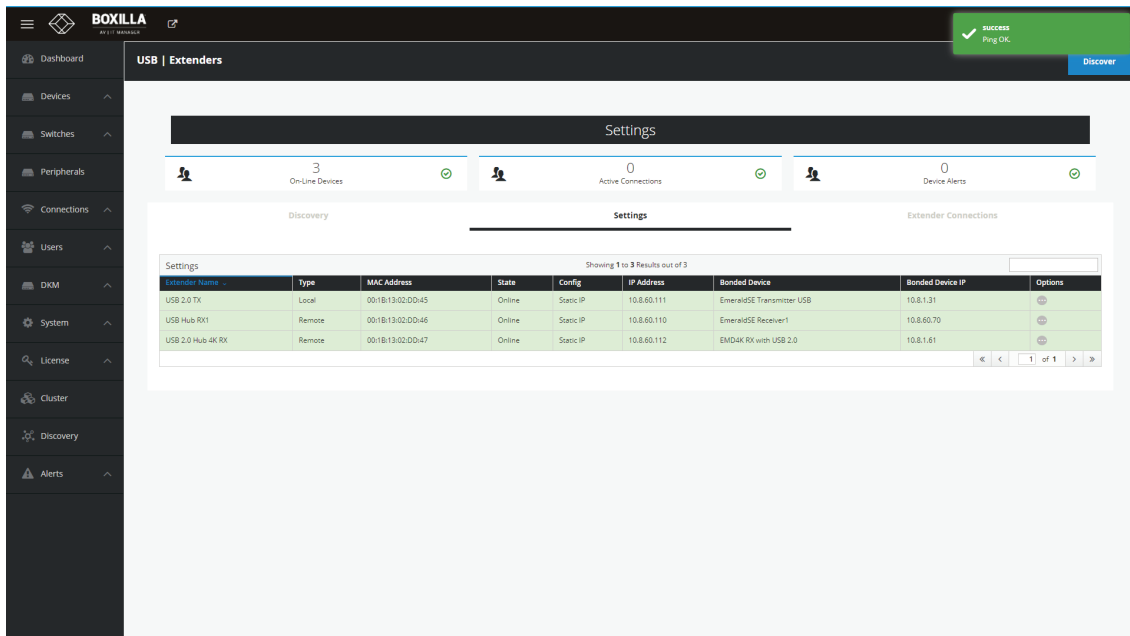 BOXILLA
AV | IT MANAGER
success
Ping OK.
USB | Extenders
Discover
Dashboard
Devices
Switches
Peripherals
Connections
Users
DKM
System
License
Cluster
Discovery
Alerts
Settings
3
On-Line Devices
0
Active Connections
0
Device Alerts
Discovery Settings Extender Connections
Settings Showing 1 to 3 Results out of 3
Extender Name Type MAC Address State Config IP Address Bonded Device Bonded Device IP Options
USB 2.0 TX Local 00:1B:13:02:DD:45 Online Static IP 10.8.60.111 EmeraldSE Transmitter USB 10.8.1.31
USB Hub RX1 Remote 00:1B:13:02:DD:46 Online Static IP 10.8.60.110 EmeraldSE Receiver1 10.8.60.70
USB 2.0 Hub 4K RX Remote 00:1B:13:02:DD:47 Online Static IP 10.8.60.112 EMD4K RX with USB 2.0 10.8.1.61
« < 1 of 1 > »